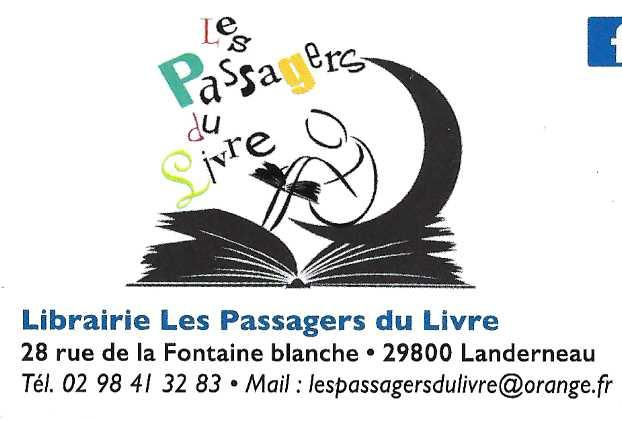 Les
Passagers
du
Livre
f
Librairie Les Passagers du Livre
28 rue de la Fontaine blanche • 29800 Landerneau
Tél. 02 98 41 32 83 • Mail : lespassagersdulivre@orange.fr